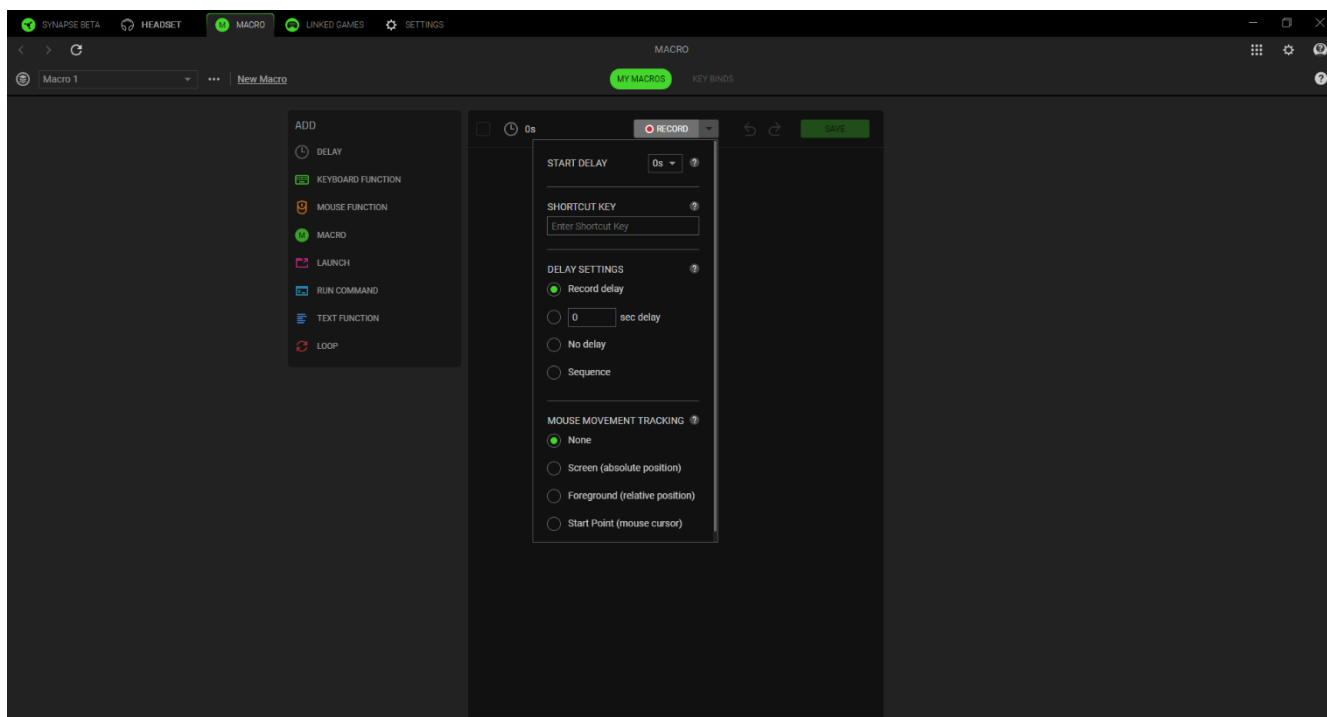 SYNAPSE BETA HEADSET M MACRO LINKED GAMES SETTINGS
MACRO
Macro 1 New Macro MY MACROS KEY BINDS ?
ADD
DELAY
KEYBOARD FUNCTION
MOUSE FUNCTION
M MACRO
LAUNCH
RUN COMMAND
TEXT FUNCTION
LOOP
0s RECORD SAVE
START DELAY 0s ?
SHORTCUT KEY ?
Enter Shortcut Key
DELAY SETTINGS ?
Record delay
0 sec delay
No delay
Sequence
MOUSE MOVEMENT TRACKING ?
None
Screen (absolute position)
Foreground (relative position)
Start Point (mouse cursor)